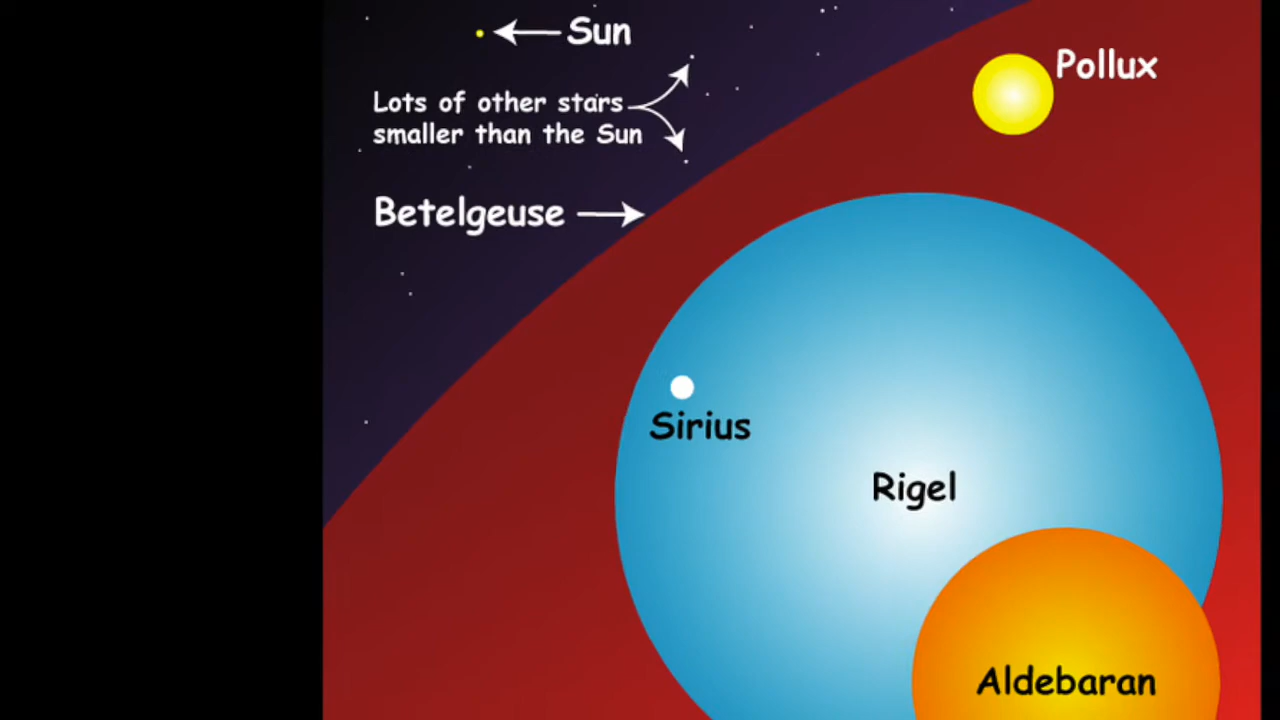 Sun
Pollux
Lots of other stars
smaller than the Sun
Betelgeuse
Sirius
Rigel
Aldebaran